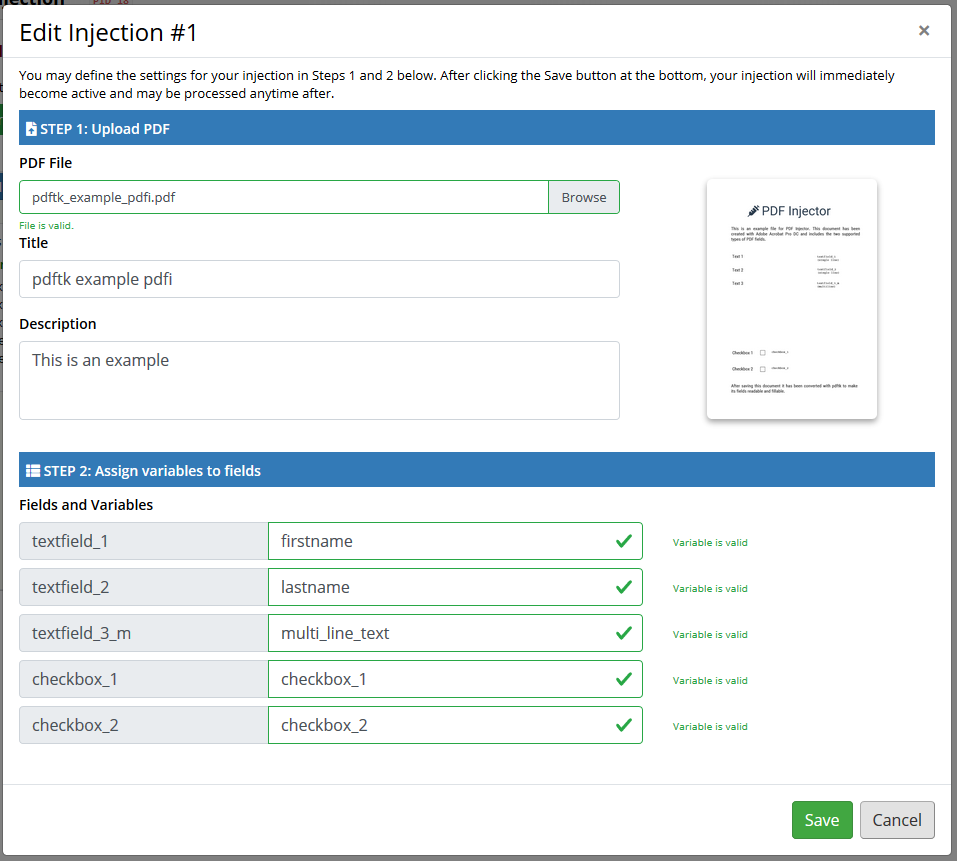 Edit Injection #1
×
You may define the settings for your injection in Steps 1 and 2 below. After clicking the Save button at the bottom, your injection will immediately
become active and may be processed anytime after.
STEP 1: Upload PDF
PDF File
pdftk_example_pdfi.pdf
Browse
File is valid.
Title
pdftk example pdfi
Description
This is an example
PDF Injector
This is an example file for PDF Injector. This document has been
created with Adobe Acrobat Pro DC and includes the two supported
types of PDF fields.
Text 1
Text 2
Text 3
Checkbox 1
checkbox_1
Checkbox 2
checkbox_2
After saving this document it has been converted with pdftk to make
its fields readable and fillable.
STEP 2: Assign variables to fields
Fields and Variables
textfield_1
firstname
Variable is valid
textfield_2
lastname
Variable is valid
textfield_3_m
multi_line_text
Variable is valid
checkbox_1
checkbox_1
Variable is valid
checkbox_2
checkbox_2
Variable is valid
Save
Cancel